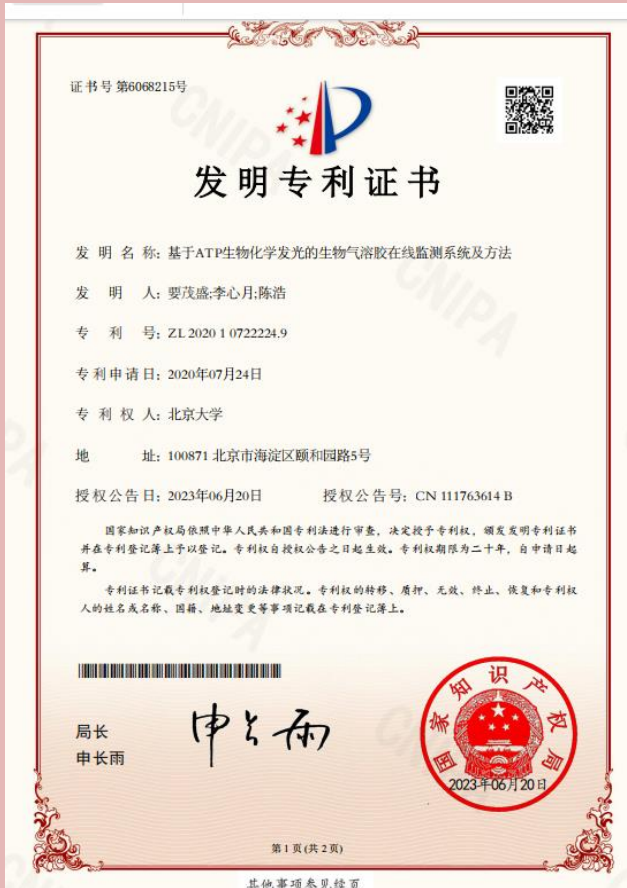 证书号第6068215号
发明专利证书
发明名称：基于ATP生物化学发光的生物气溶胶在线监测系统及方法
发明人：要茂盛;李心月;陈浩
专利号：ZL 2020 1 0722224.9
专利申请日：2020年07月24日
专利权人：北京大学
地址：100871 北京市海淀区颐和园路5号
授权公告日：2023年06月20日 授权公告号：CN 111763614 B
国家知识产权局依照中华人民共和国专利法进行审查，决定授予专利权，颁发发明专利证书
并在专利登记簿上予以登记。专利权自授权公告之日起生效。专利权期限为二十年，自申请日起
算。
专利证书记载专利权登记时的法律状况。专利权的转移、质押、无效、终止、恢复和专利权
人的姓名或名称、国籍、地址变更等事项记载在专利登记簿上。
局长
申长雨
申长雨
国家知识产权局
2023年06月20日
第1页(共2页)
其他事项参见续页
CNIPA
CNIPA
CNIPA